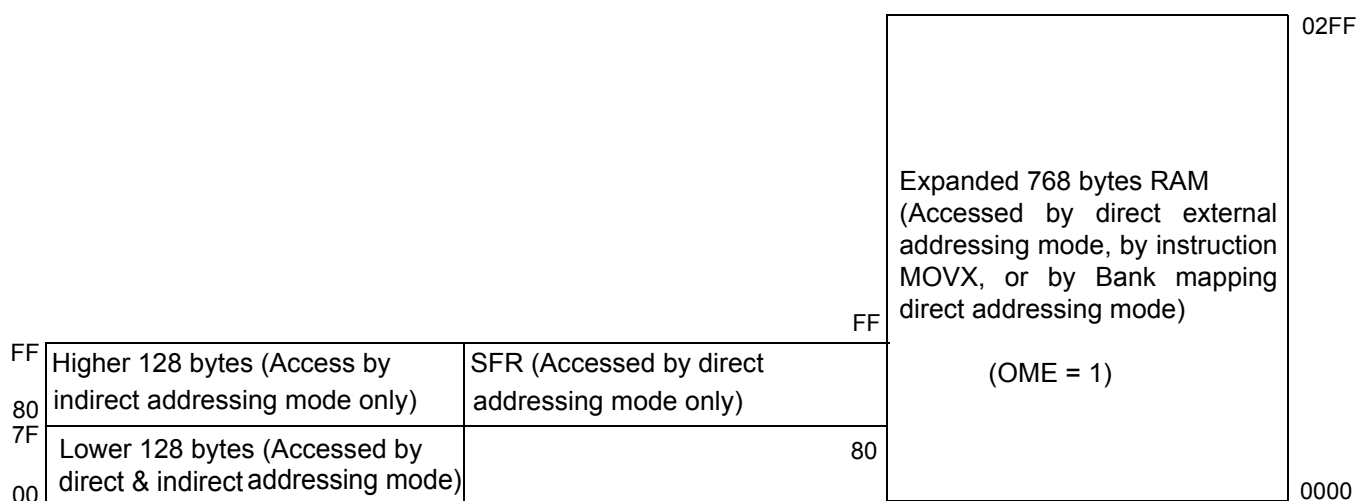 02FF
Expanded 768 bytes RAM
(Accessed by direct external
addressing mode, by instruction
MOVX, or by Bank mapping
direct addressing mode)
(OME = 1)
0000
FF
FF
Higher 128 bytes (Access by
indirect addressing mode only)
80
SFR (Accessed by direct
addressing mode only)
7F
Lower 128 bytes (Accessed by
direct & indirect addressing mode)
00
80